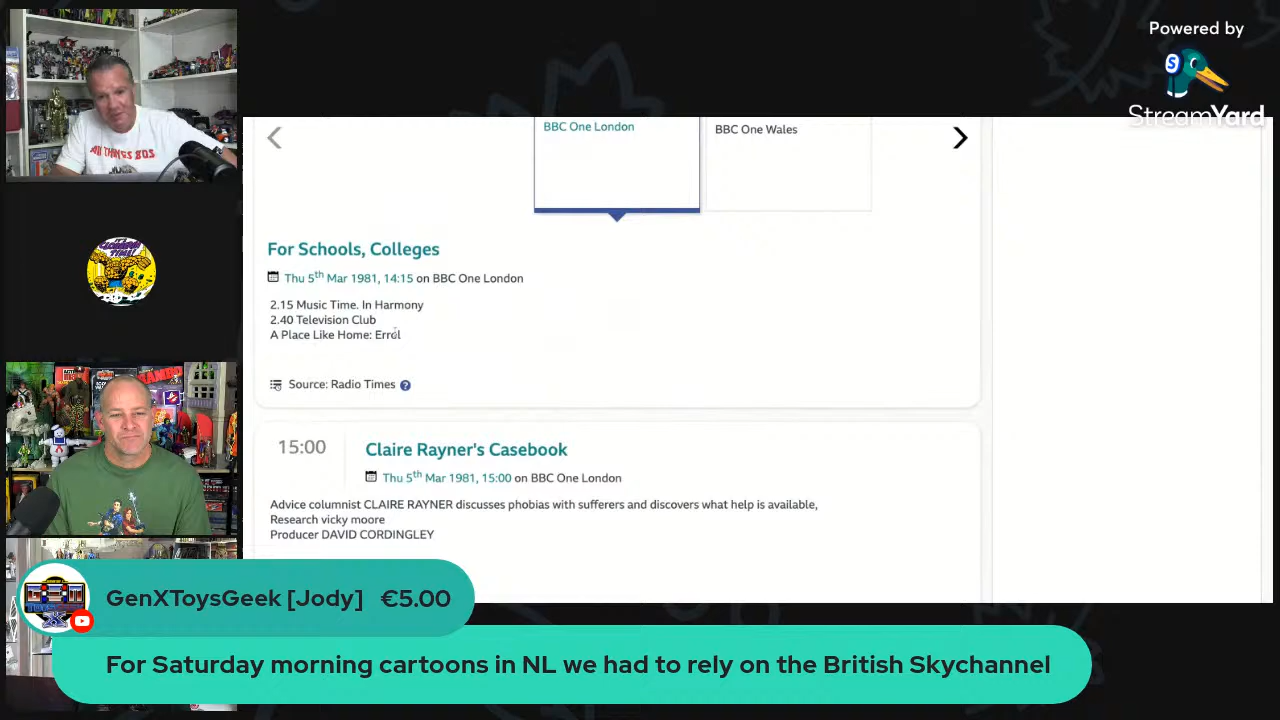 Powered by
StreamYard
ALL THINGS 80S
BBC One London
BBC One Wales
For Schools, Colleges
Thu 5th Mar 1981, 14:15 on BBC One London
2.15 Music Time. In Harmony
2.40 Television Club
A Place Like Home: Errol
Source: Radio Times ?
15:00
Claire Rayner's Casebook
Thu 5th Mar 1981, 15:00 on BBC One London
Advice columnist CLAIRE RAYNER discusses phobias with sufferers and discovers what help is available,
Research vicky moore
Producer DAVID CORDINGLEY
RAMBO
GenXToysGeek [Jody] €5.00
For Saturday morning cartoons in NL we had to rely on the British Skychannel